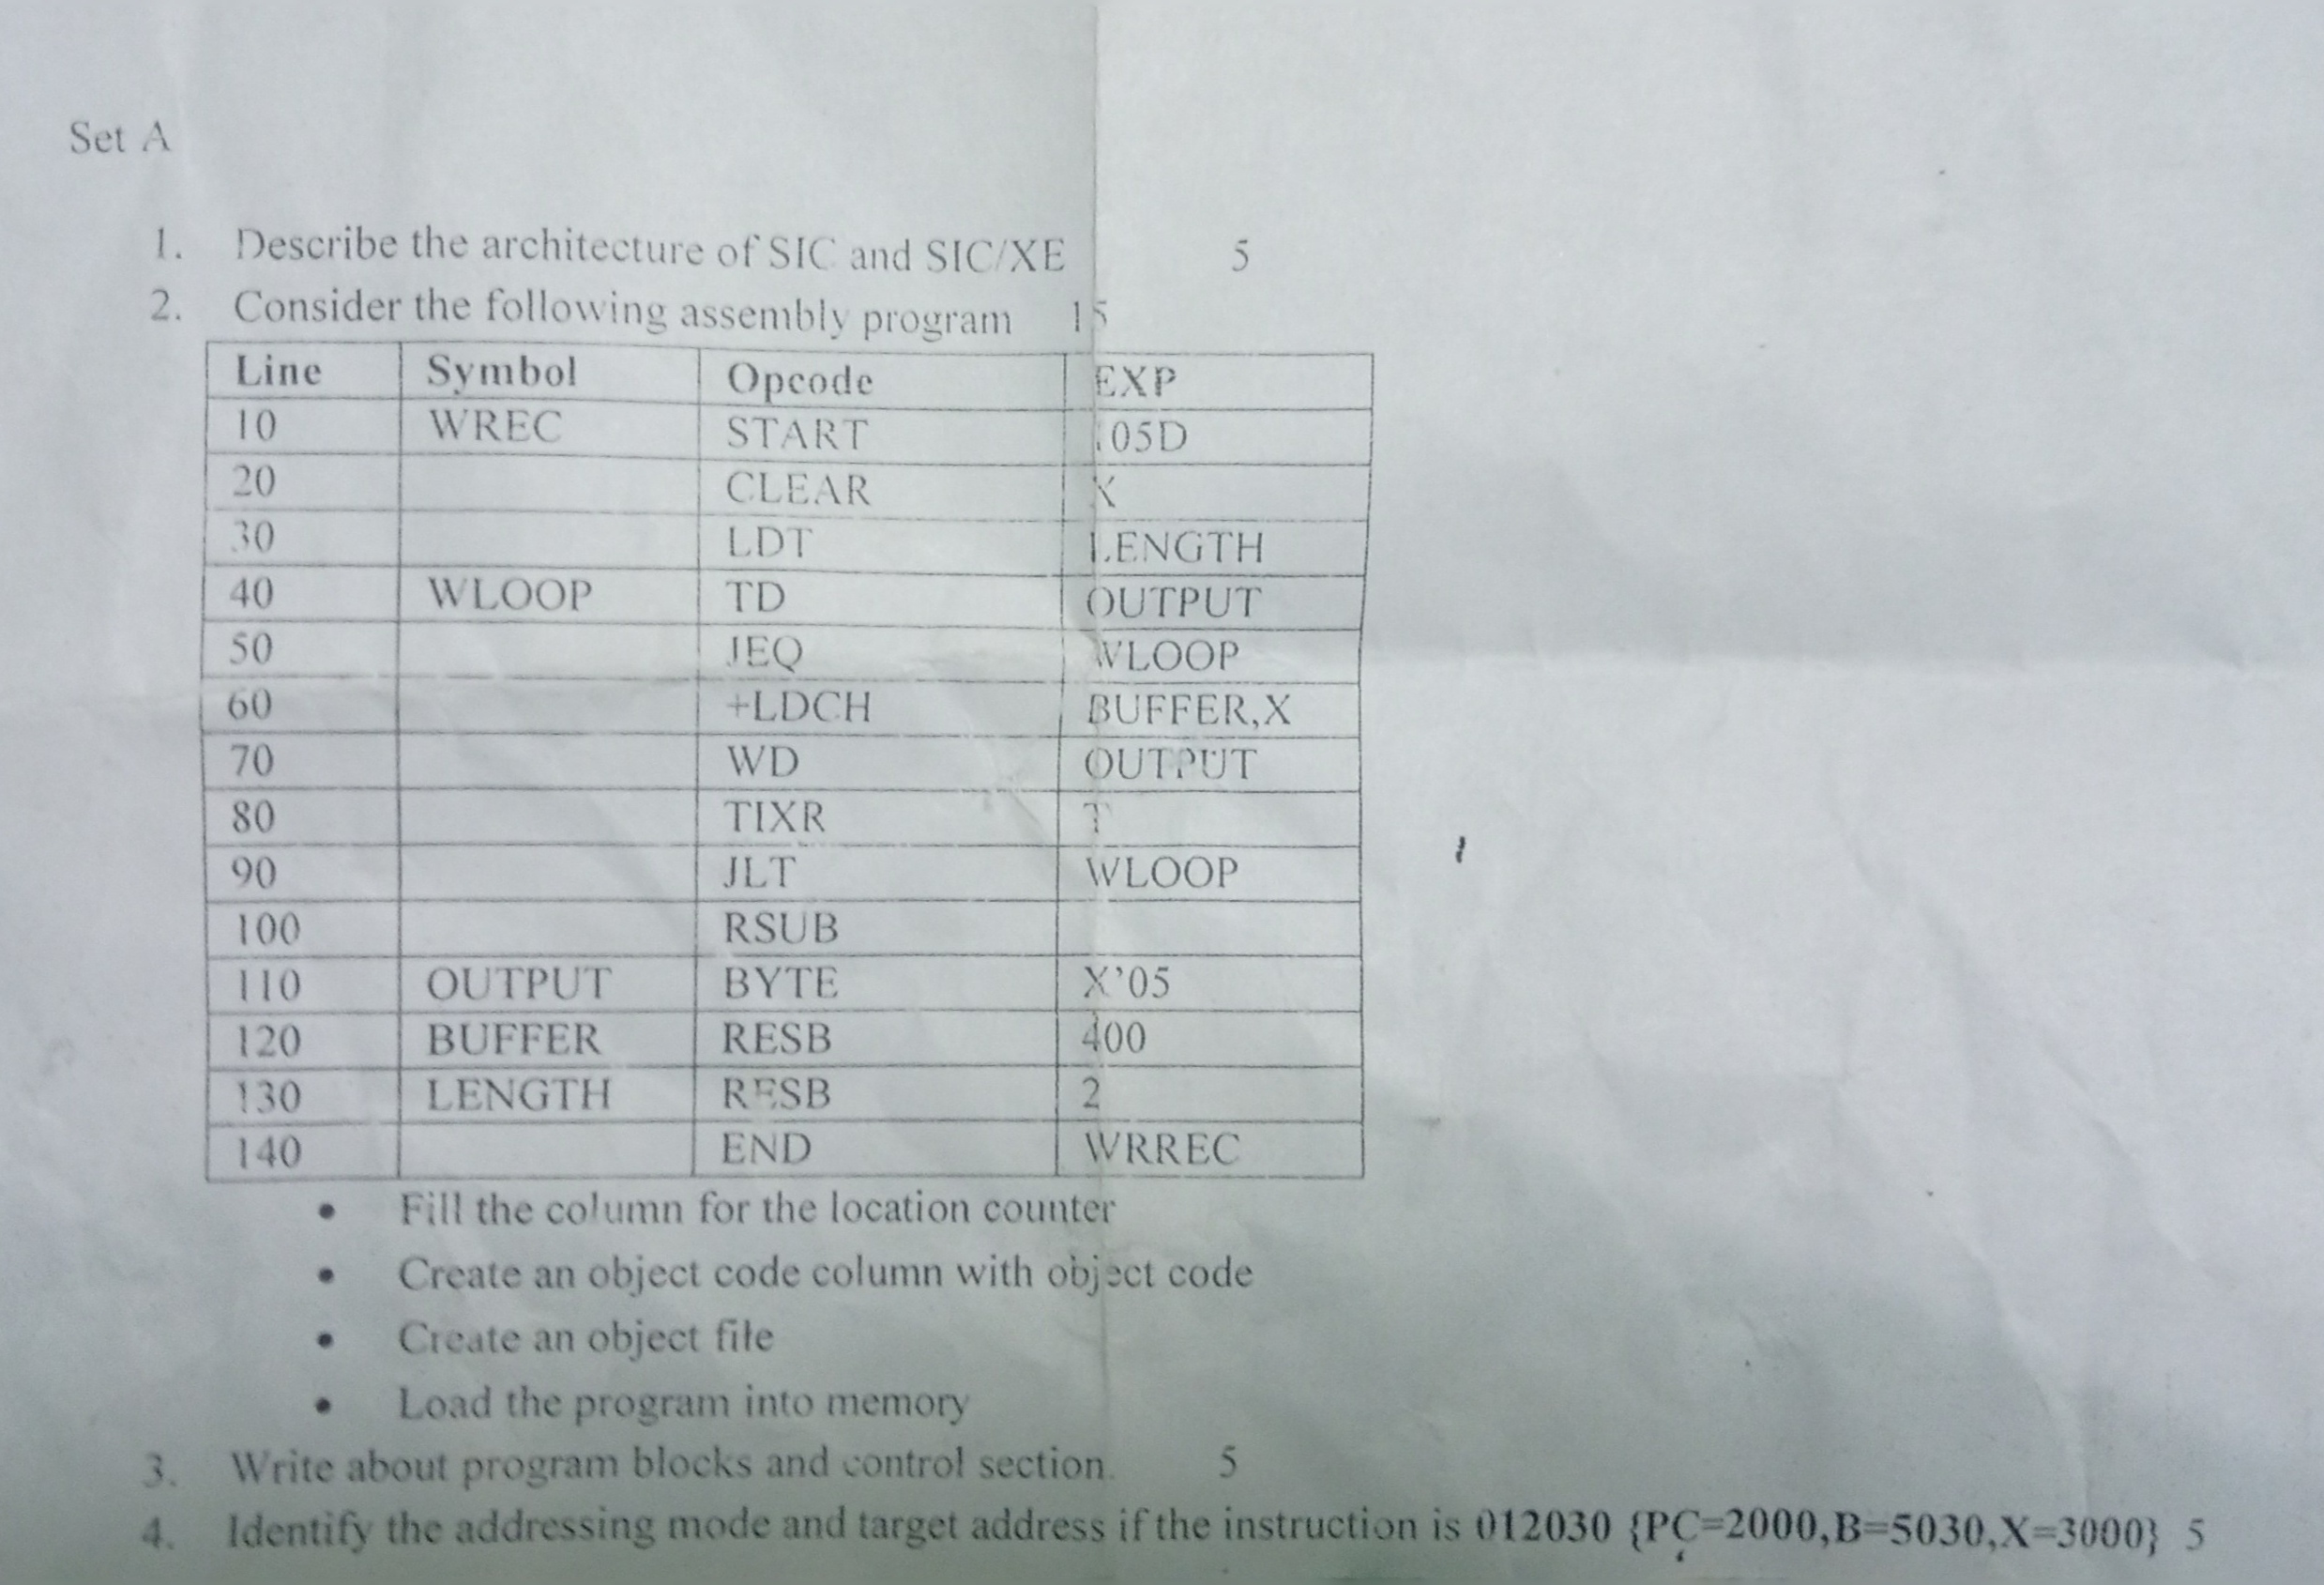 Set A
1. Describe the architecture of SIC and SIC/XE 5
2. Consider the following assembly program 15
Line Symbol Opcode EXP
10 WREC START 105D
20 CLEAR X
30 LDT LENGTH
40 WLOOP TD OUTPUT
50 JEQ WLOOP
60 +LDCH BUFFER,X
70 WD OUTPUT
80 TIXR T
90 JLT WLOOP
100 RSUB
110 OUTPUT BYTE X’05
120 BUFFER RESB 400
130 LENGTH RESB 2
140 END WRREC
• Fill the column for the location counter
• Create an object code column with object code
• Create an object file
• Load the program into memory
3. Write about program blocks and control section. 5
4. Identify the addressing mode and target address if the instruction is 012030 {PC=2000,B=5030,X=3000} 5